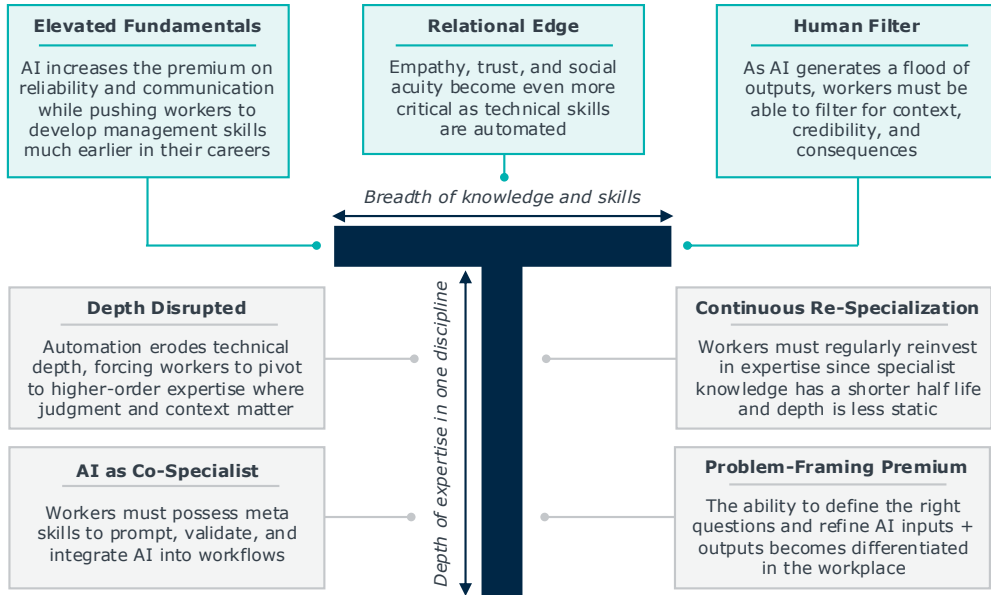 Elevated Fundamentals
AI increases the premium on
reliability and communication
while pushing workers to
develop management skills
much earlier in their careers
Relational Edge
Empathy, trust, and social
acuity become even more
critical as technical skills
are automated
Human Filter
As AI generates a flood of
outputs, workers must be
able to filter for context,
credibility, and
consequences
Breadth of knowledge and skills
Depth of expertise in one discipline
Depth Disrupted
Automation erodes technical
depth, forcing workers to pivot
to higher-order expertise where
judgment and context matter
Continuous Re-Specialization
Workers must regularly reinvest
in expertise since specialist
knowledge has a shorter half life
and depth is less static
AI as Co-Specialist
Workers must possess meta
skills to prompt, validate, and
integrate AI into workflows
Problem-Framing Premium
The ability to define the right
questions and refine AI inputs +
outputs becomes differentiated
in the workplace